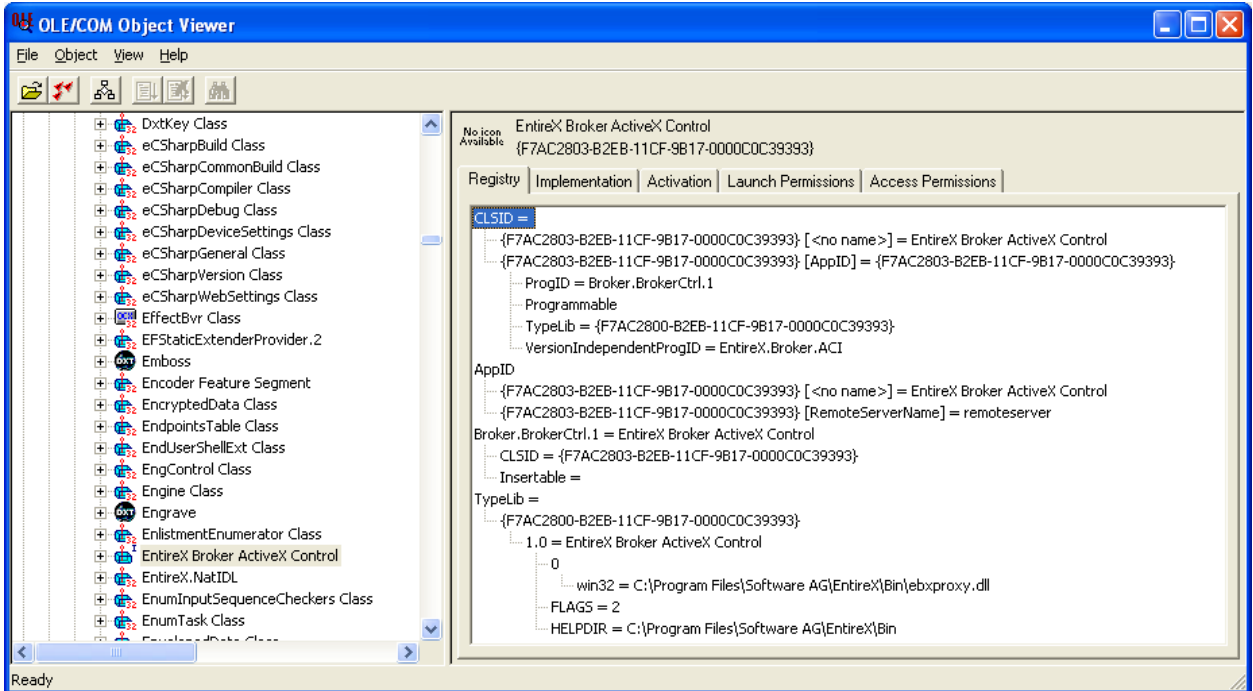 OLE/COM Object Viewer
File Object View Help
DxtKey Class
eCSharpBuild Class
eCSharpCommonBuild Class
eCSharpCompiler Class
eCSharpDebug Class
eCSharpDeviceSettings Class
eCSharpGeneral Class
eCSharpVersion Class
eCSharpWebSettings Class
EffectBvr Class
EFStaticExtenderProvider.2
Emboss
Encoder Feature Segment
EncryptedData Class
EndpointsTable Class
EndUserShellExt Class
EngControl Class
Engine Class
Engrave
EnlistmentEnumerator Class
EntireX Broker ActiveX Control
EntireX.NatIDL
EnumInputSequenceCheckers Class
EnumTask Class
EnvelopedData Class
No icon Available
EntireX Broker ActiveX Control
{F7AC2803-B2EB-11CF-9B17-0000C0C39393}
Registry Implementation Activation Launch Permissions Access Permissions
CLSID =
{F7AC2803-B2EB-11CF-9B17-0000C0C39393} [<no name>] = EntireX Broker ActiveX Control
{F7AC2803-B2EB-11CF-9B17-0000C0C39393} [AppID] = {F7AC2803-B2EB-11CF-9B17-0000C0C39393}
ProgID = Broker.BrokerCtrl.1
Programmable
TypeLib = {F7AC2800-B2EB-11CF-9B17-0000C0C39393}
VersionIndependentProgID = EntireX.Broker.ACI
AppID
{F7AC2803-B2EB-11CF-9B17-0000C0C39393} [<no name>] = EntireX Broker ActiveX Control
{F7AC2803-B2EB-11CF-9B17-0000C0C39393} [RemoteServerName] = remoteserver
Broker.BrokerCtrl.1 = EntireX Broker ActiveX Control
CLSID = {F7AC2803-B2EB-11CF-9B17-0000C0C39393}
Insertable =
TypeLib =
{F7AC2800-B2EB-11CF-9B17-0000C0C39393}
1.0 = EntireX Broker ActiveX Control
0
win32 = C:\Program Files\Software AG\EntireX\Bin\ebxproxy.dll
FLAGS = 2
HELPDIR = C:\Program Files\Software AG\EntireX\Bin
Ready